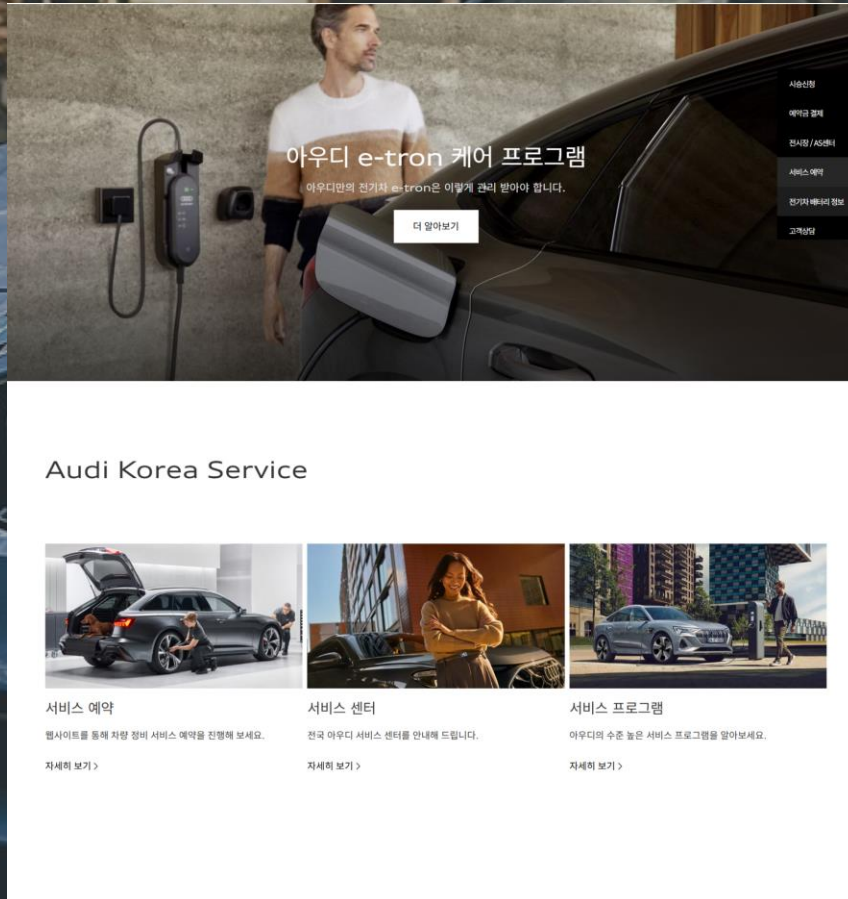 아우디 e-tron 케어 프로그램
아우디만의 전기차 e-tron은 이렇게 관리 받아야 합니다.
더 알아보기
시승신청
예약금 결제
전시장 / AS센터
서비스 예약
전기차 배터리 정보
고객상담
Audi Korea Service
서비스 예약
웹사이트를 통해 차량 정비 서비스 예약을 진행해 보세요.
자세히 보기 >
서비스 센터
전국 아우디 서비스 센터를 안내해 드립니다.
자세히 보기 >
서비스 프로그램
아우디의 수준 높은 서비스 프로그램을 알아보세요.
자세히 보기 >